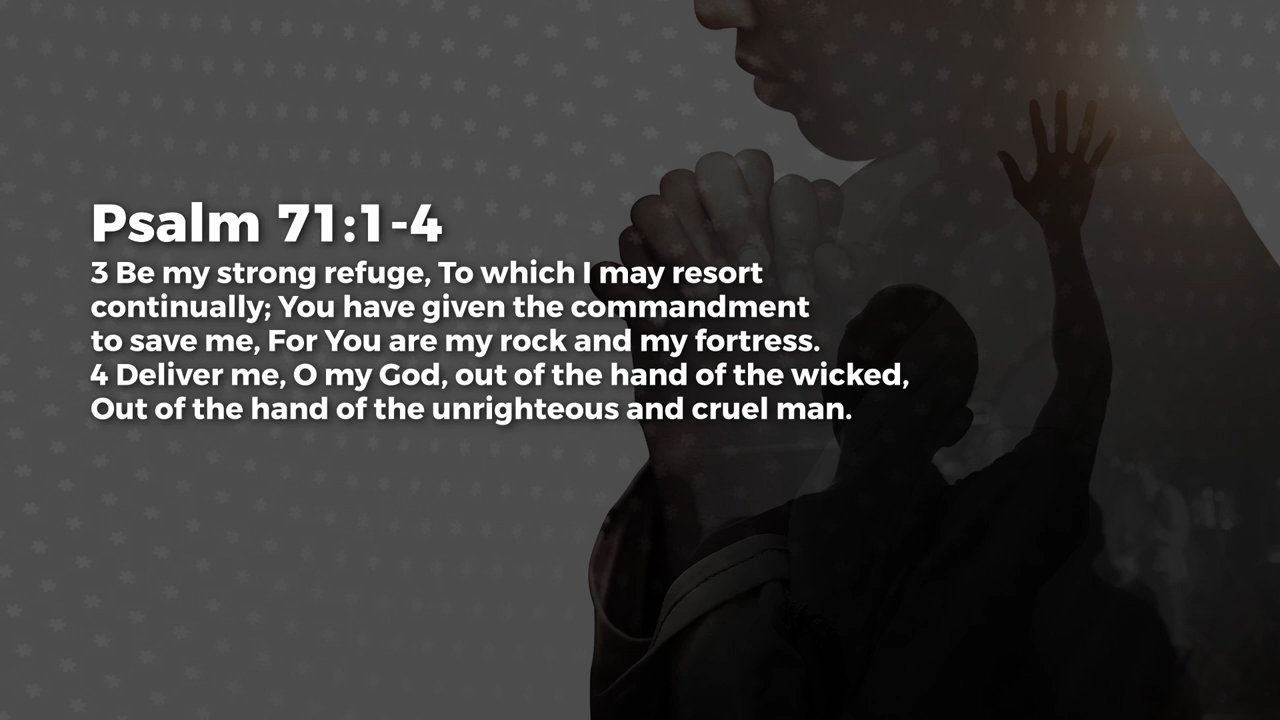 Psalm 71:1-4
3 Be my strong refuge, To which I may resort
continually; You have given the commandment
to save me, For You are my rock and my fortress.
4 Deliver me, O my God, out of the hand of the wicked,
Out of the hand of the unrighteous and cruel man.